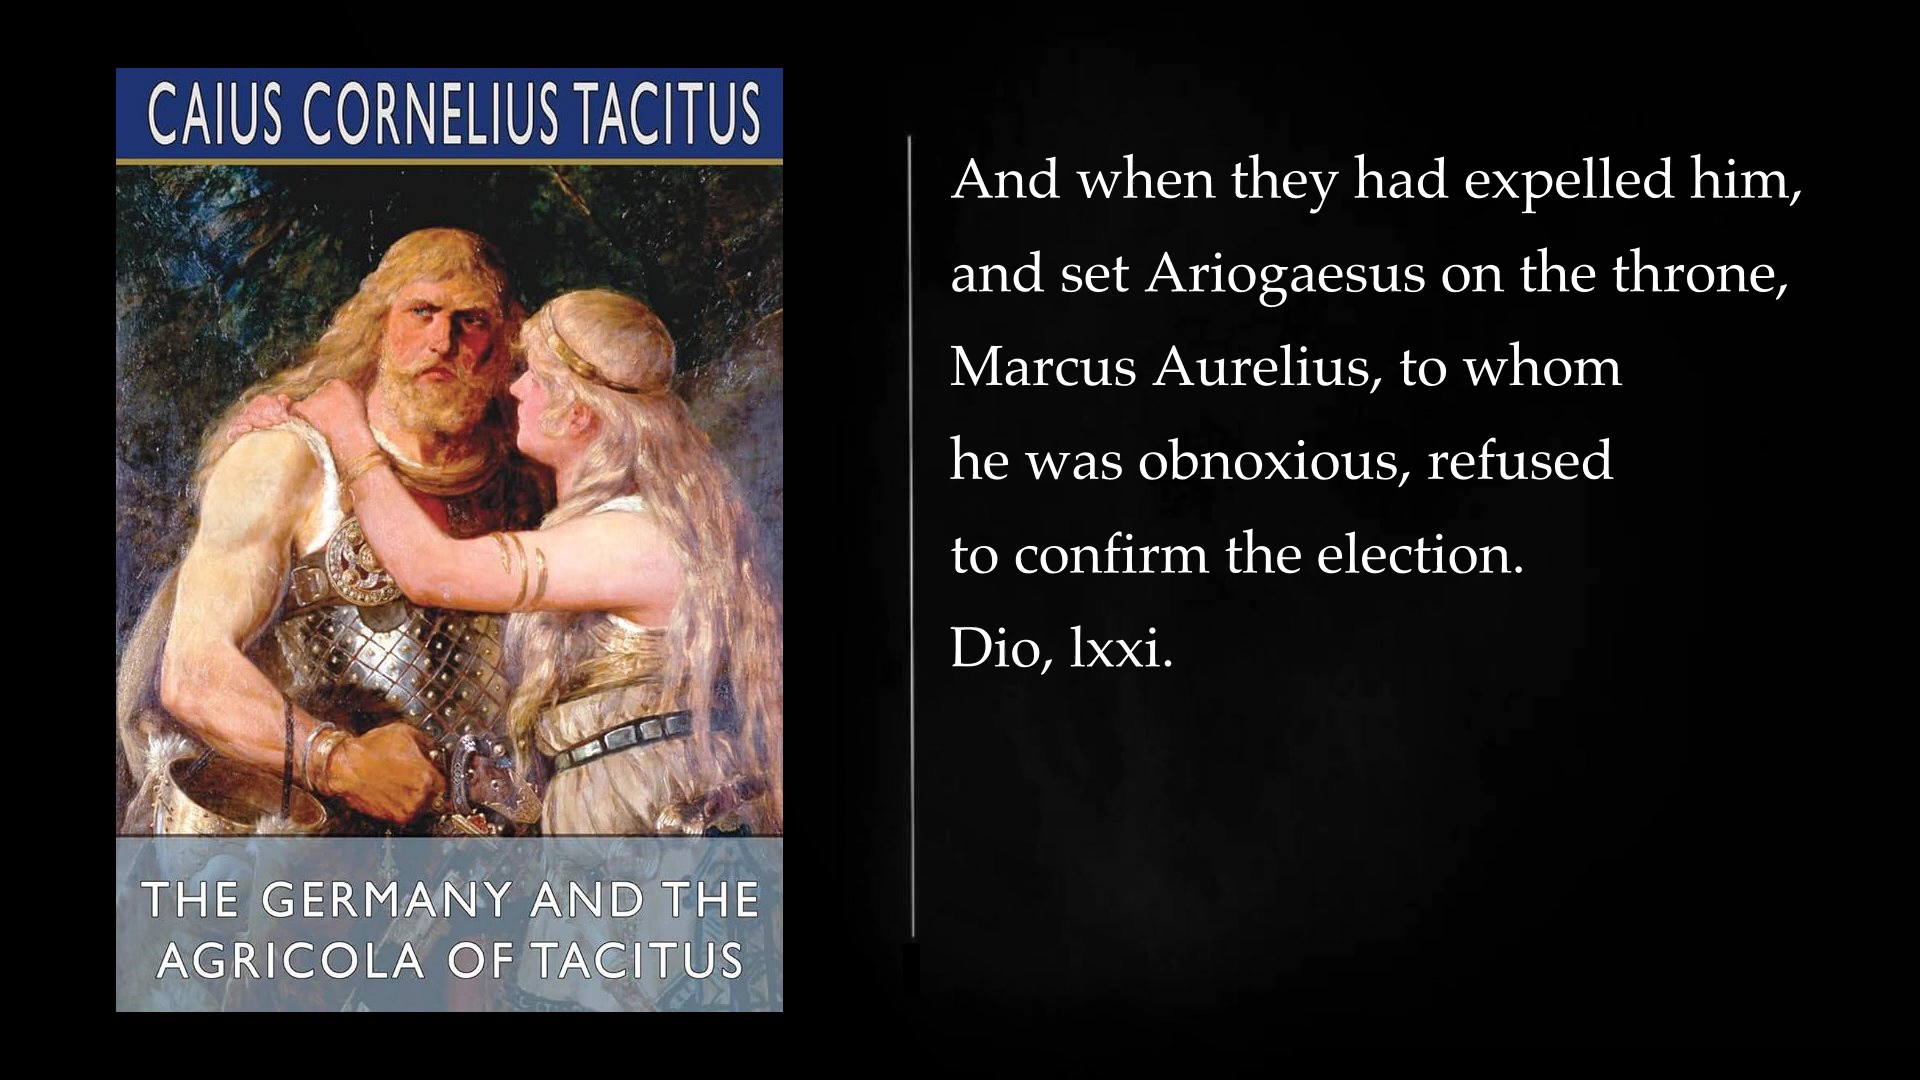 CAIUS CORNELIUS TACITUS
THE GERMANY AND THE
AGRICOLA OF TACITUS
And when they had expelled him,
and set Ariogaesus on the throne,
Marcus Aurelius, to whom
he was obnoxious, refused
to confirm the election.
Dio, lxxi.